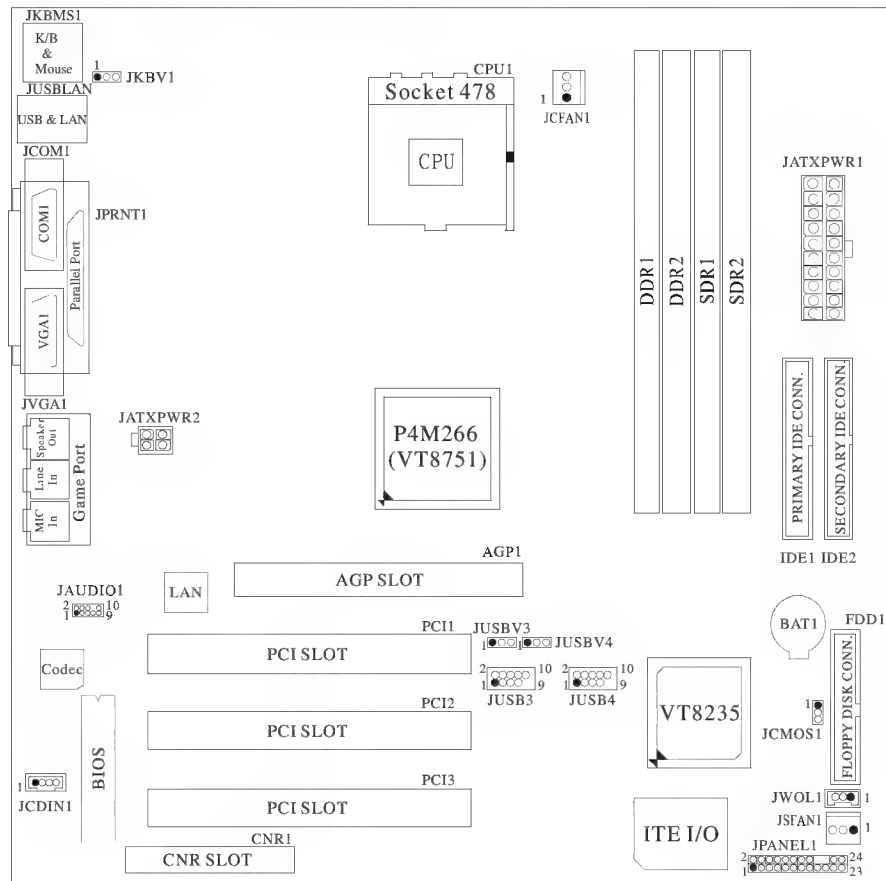 JKBMS1
K/B
&
Mouse
1
JKBV1
JUSBLAN
USB & LAN
JCOM1
COM1
JPRNT1
Parallel Port
VGA1
JVGA1
CPU1
Socket 478
CPU
1
JCFAN1
JATXPWR1
DDR1
DDR2
SDR1
SDR2
JATXPWR2
Speaker
Out
Line
In
MIC
In
Game Port
P4M266
(VT8751)
PRIMARY IDE CONN.
SECONDARY IDE CONN.
IDE1 IDE2
AGP1
AGP SLOT
LAN
JAUDIO1
2 10
1 9
BAT1
FDD1
FLOPPY DISK CONN.
PCI1
PCI SLOT
JUSBV3
1
1
JUSBV4
2 10
1 9
JUSB3
2 10
1 9
JUSB4
Codec
VT8235
1
JCMOS1
PCI2
PCI SLOT
BIOS
1
JCDIN1
PCI3
PCI SLOT
JWOL1
1
JSFAN1
1
ITE I/O
CNR1
CNR SLOT
JPANEL1
2 24
1 23